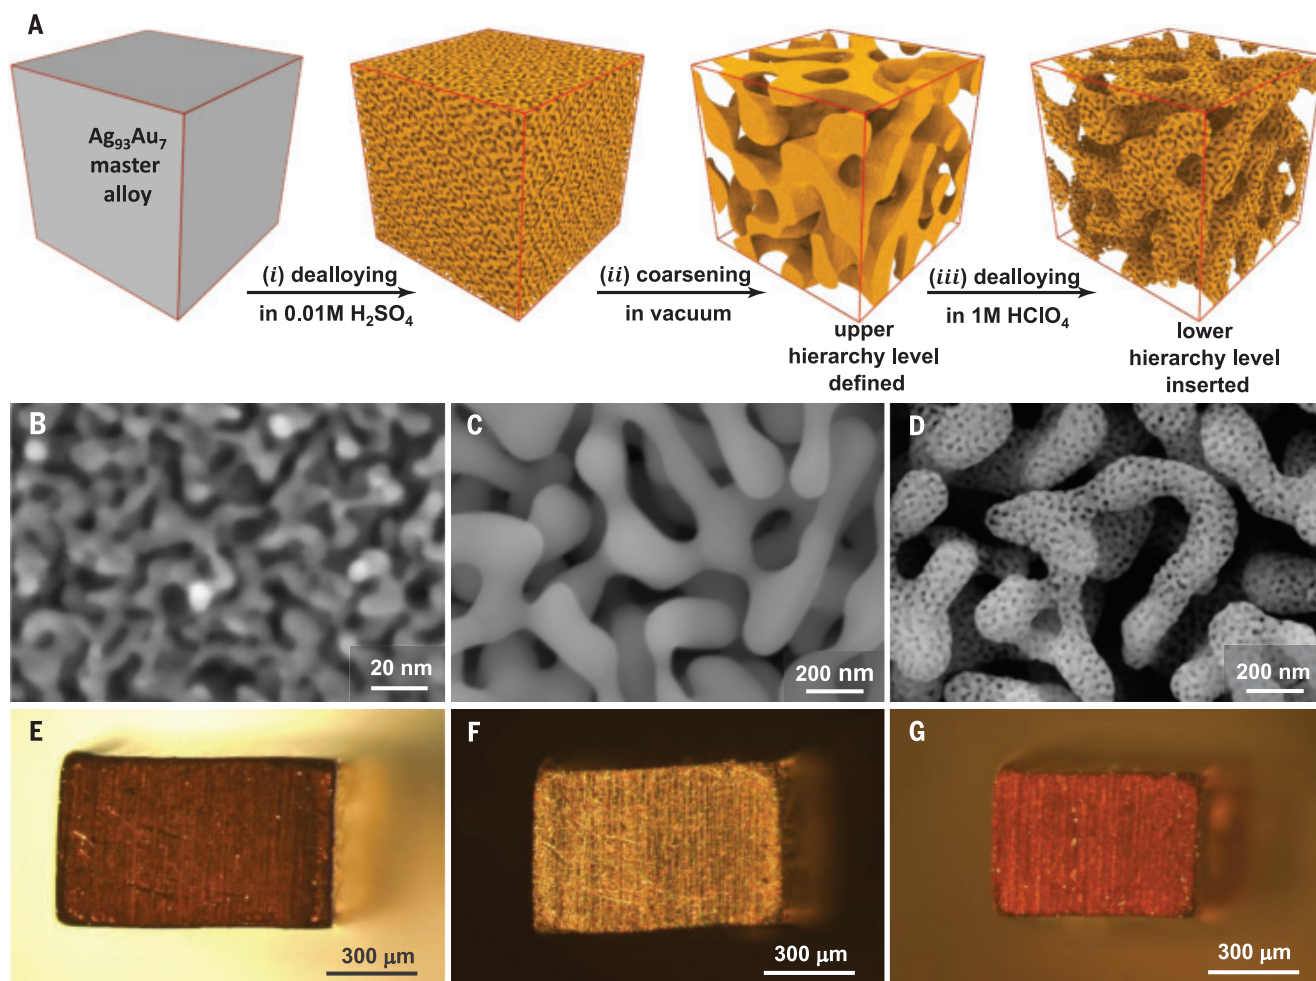 A
Ag₉₃Au₇
master
alloy
(i) dealloying
in 0.01M H₂SO₄
(ii) coarsening
in vacuum
(iii) dealloying
in 1M HClO₄
upper
hierarchy level
defined
lower
hierarchy level
inserted
B
20 nm
C
200 nm
D
200 nm
E
300 μm
F
300 μm
G
300 μm